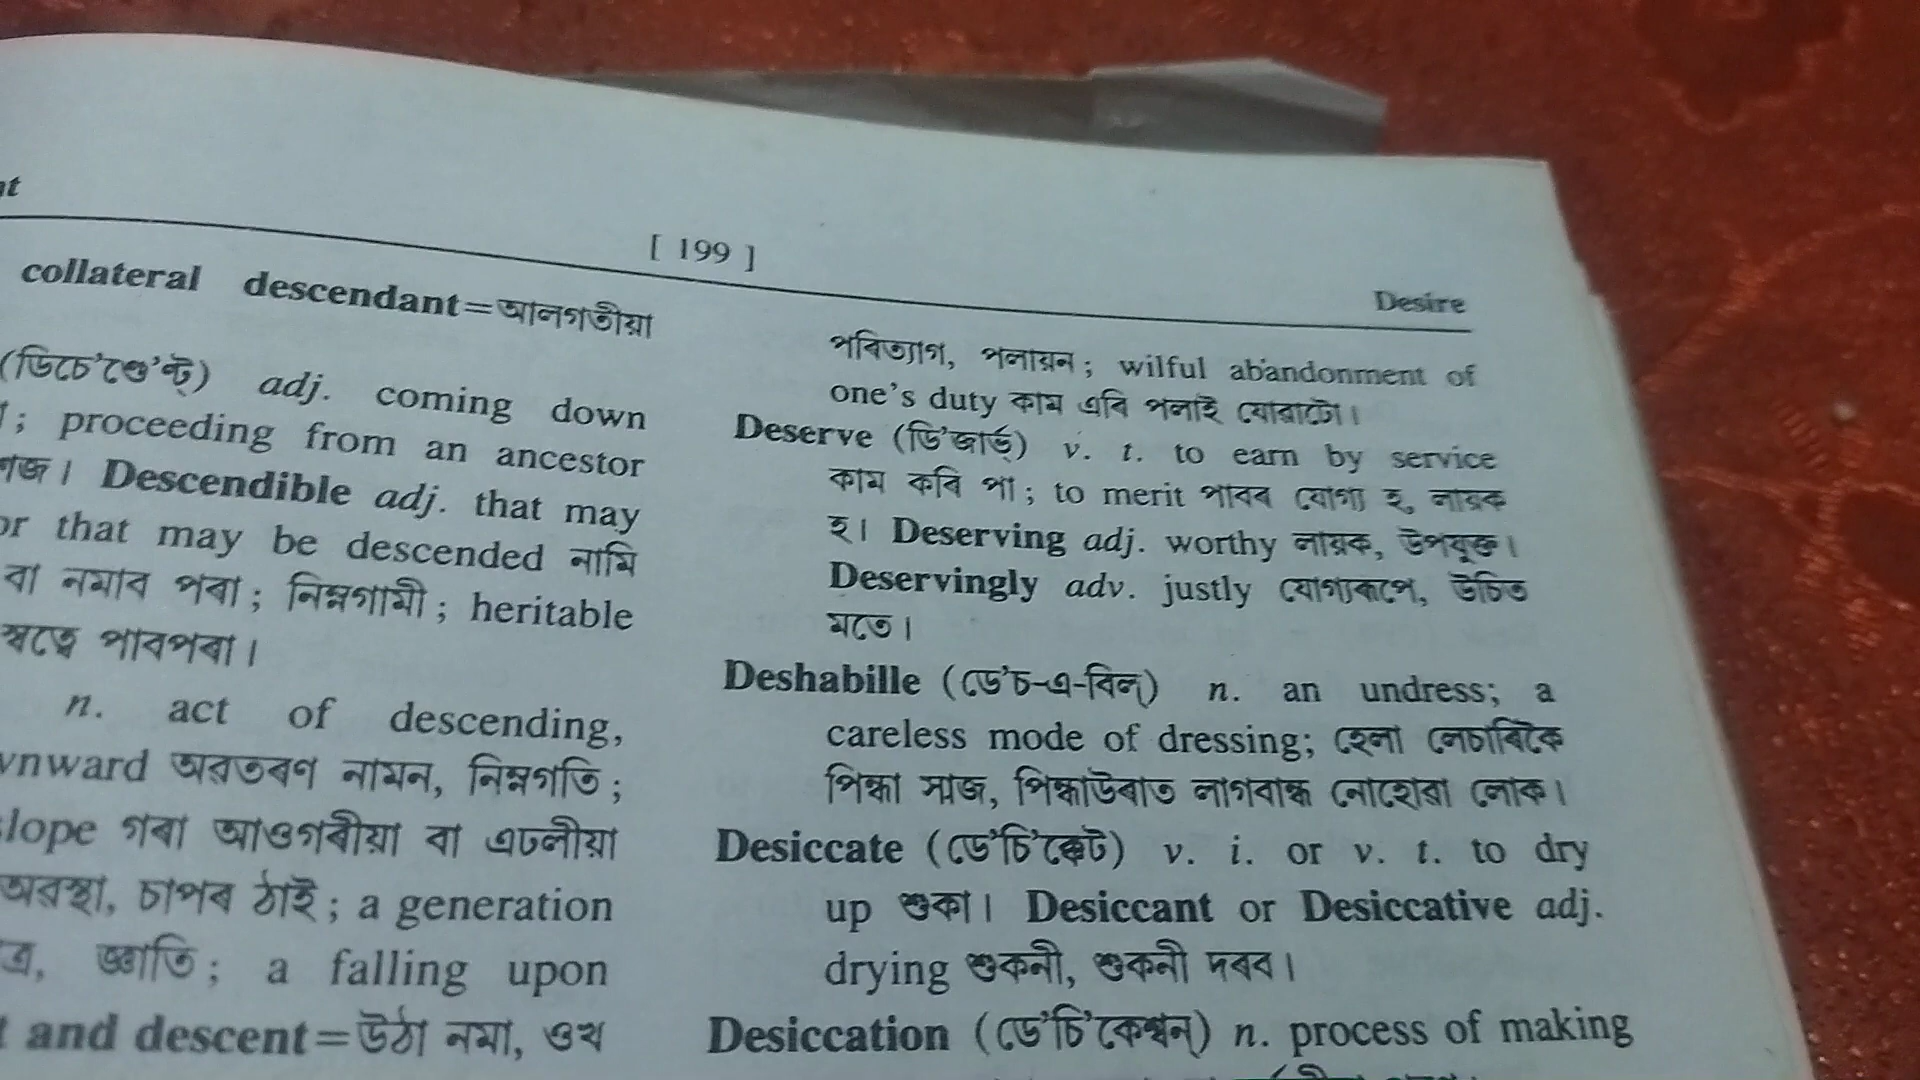 [ 199 ]
Desire
collateral descendant=আলগতীয়া
(ডিচে'ণ্ডে'ন্ট্) adj. coming down
; proceeding from an ancestor
Descendible adj. that may
or that may be descended নামি
বা নমাব পৰা ; নিম্নগামী ; heritable
স্বত্বে পাবপৰা ।
n. act of descending,
অৱতৰণ নামন, নিম্নগতি ;
গৰা আওগৰীয়া বা এঢলীয়া
অৱস্থা, চাপৰ ঠাই ; a generation
জ্ঞাতি ; a falling upon
and descent=উঠা নমা, ওখ
পৰিত্যাগ, পলায়ন ; wilful abandonment of
one's duty কাম এৰি পলাই যোৱাটো ।
Deserve (ডি'জাৰ্ভ্) v. t. to earn by service
কাম কৰি পা ; to merit পাবৰ যোগ্য হ, লায়ক
হ । Deserving adj. worthy লায়ক, উপযুক্ত ।
Deservingly adv. justly যোগ্যৰূপে, উচিত
মতে ।
Deshabille (ডে'চ-এ-বিল্) n. an undress; a
careless mode of dressing; হেলা লেচাৰিকৈ
পিন্ধা সাজ, পিন্ধাউৰাত লাগবান্ধ নোহোৱা লোক ।
Desiccate (ডে'চি'ক্কেট) v. i. or v. t. to dry
up শুকা । Desiccant or Desiccative adj.
drying শুকনী, শুকনী দৰব ।
Desiccation (ডে'চি'কেশ্বন্) n. process of making